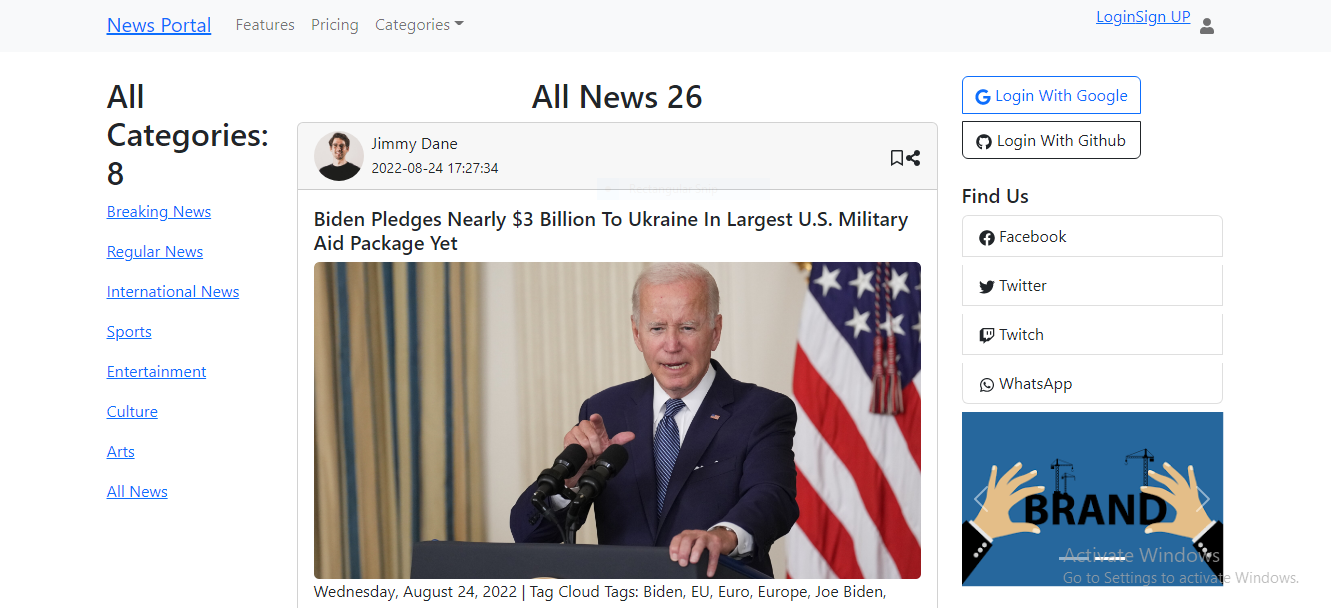 News Portal Features Pricing Categories LoginSign UP
All
Categories:
8
Breaking News
Regular News
International News
Sports
Entertainment
Culture
Arts
All News
All News 26
Jimmy Dane
2022-08-24 17:27:34
Rectangular Snip
Biden Pledges Nearly $3 Billion To Ukraine In Largest U.S. Military
Aid Package Yet
Wednesday, August 24, 2022 | Tag Cloud Tags: Biden, EU, Euro, Europe, Joe Biden,
Login With Google
Login With Github
Find Us
Facebook
Twitter
Twitch
WhatsApp
BRAND
Activate Windows
Go to Settings to activate Windows.